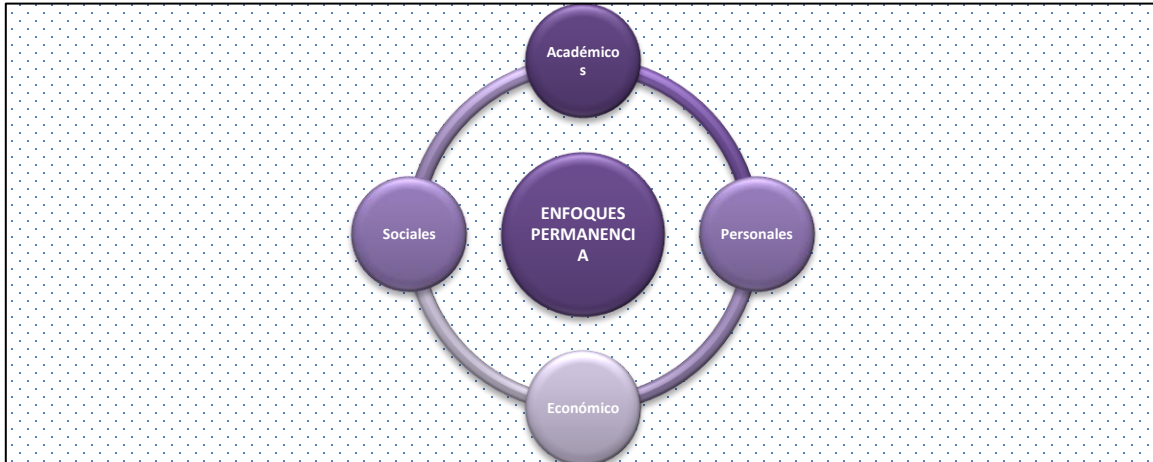 Académico
s
Sociales
ENFOQUES
PERMANENCI
A
Personales
Económico